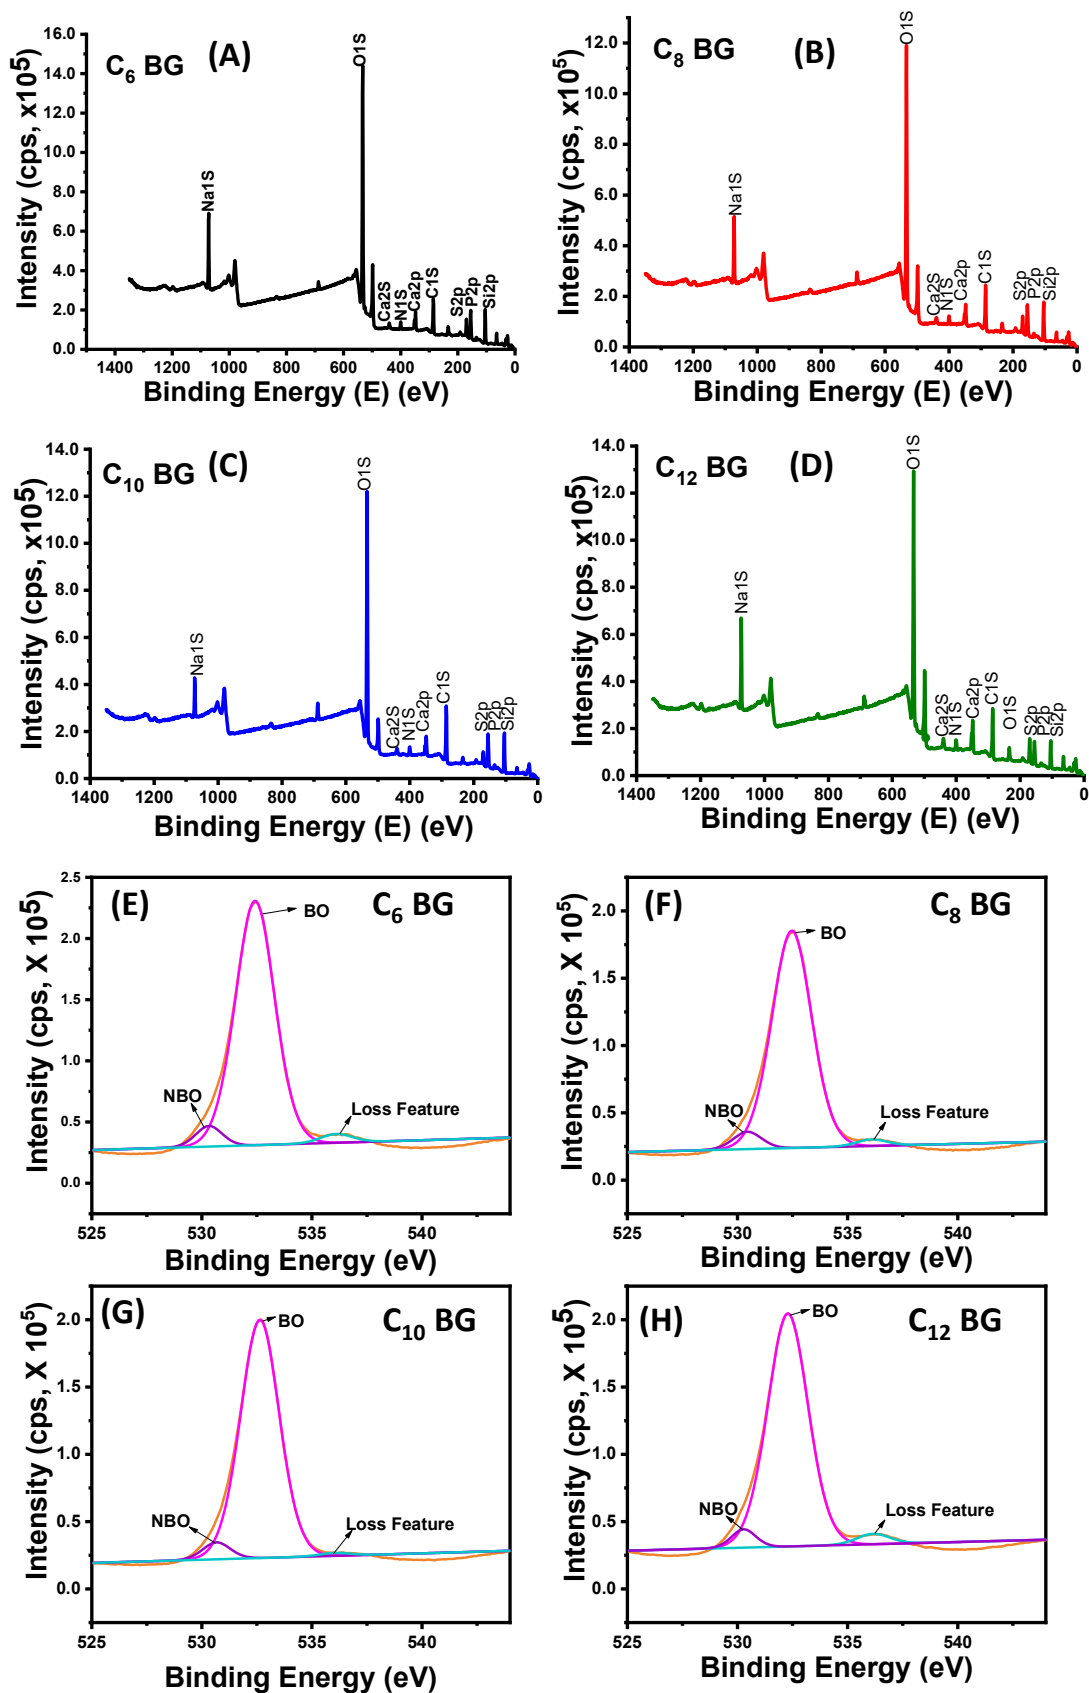 C6 BG
(A)
O1S
Na1S
Ca2S
N1S
Ca2p
C1S
S2p
P2p
Si2p
16.0
14.0
12.0
10.0
8.0
6.0
4.0
2.0
0.0
1400 1200 1000 800 600 400 200 0
Intensity (cps, x10^5)
Binding Energy (E) (eV)
C8 BG
(B)
O1S
Na1S
Ca2S
N1S
Ca2p
C1S
S2p
P2p
Si2p
12.0
10.0
8.0
6.0
4.0
2.0
0.0
1400 1200 1000 800 600 400 200 0
Intensity (cps, x10^5)
Binding Energy (E) (eV)
C10 BG
(C)
O1S
Na1S
Ca2S
N1S
Ca2p
C1S
S2p
P2p
Si2p
14.0
12.0
10.0
8.0
6.0
4.0
2.0
0.0
1400 1200 1000 800 600 400 200 0
Intensity (cps, x10^5)
Binding Energy (E) (eV)
C12 BG
(D)
O1S
Na1S
Ca2S
N1S
Ca2p
C1S
O1S
S2p
P2p
Si2p
14.0
12.0
10.0
8.0
6.0
4.0
2.0
0.0
1400 1200 1000 800 600 400 200 0
Intensity (cps, x10^5)
Binding Energy (E) (eV)
(E)
C6 BG
BO
NBO
Loss Feature
2.5
2.0
1.5
1.0
0.5
0.0
525 530 535 540
Intensity (cps, X 10^5)
Binding Energy (eV)
(F)
C8 BG
BO
NBO
Loss Feature
2.0
1.5
1.0
0.5
0.0
525 530 535 540
Intensity (cps, X 10^5)
Binding Energy (eV)
(G)
C10 BG
BO
NBO
Loss Feature
2.0
1.5
1.0
0.5
0.0
525 530 535 540
Intensity (cps, X 10^5)
Binding Energy (eV)
(H)
C12 BG
BO
NBO
Loss Feature
2.0
1.5
1.0
0.5
0.0
525 530 535 540
Intensity (cps, X 10^5)
Binding Energy (eV)